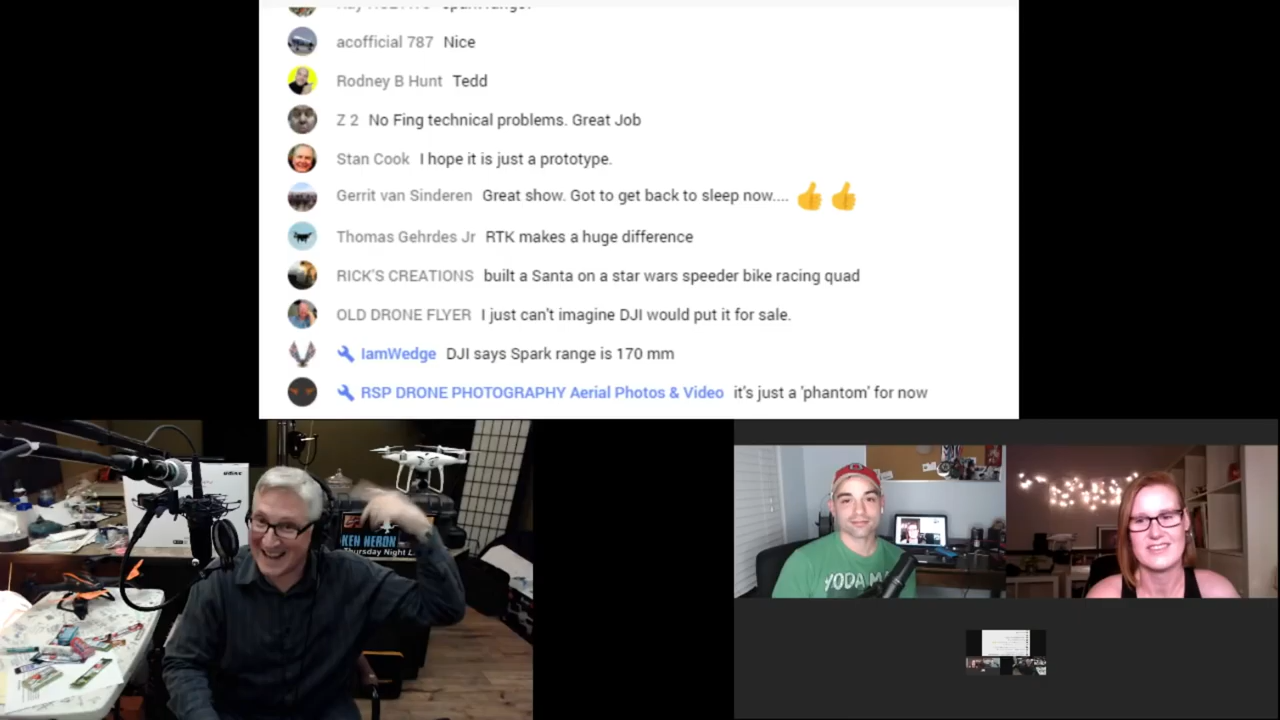 acofficial 787 Nice
Rodney B Hunt Tedd
Z 2 No Fing technical problems. Great Job
Stan Cook I hope it is just a prototype.
Gerrit van Sinderen Great show. Got to get back to sleep now....
Thomas Gehrdes Jr RTK makes a huge difference
RICK'S CREATIONS built a Santa on a star wars speeder bike racing quad
OLD DRONE FLYER I just can't imagine DJI would put it for sale.
IamWedge DJI says Spark range is 170 mm
RSP DRONE PHOTOGRAPHY Aerial Photos & Video it's just a 'phantom' for now
KEN HERON
Thursday Night L
YODA MA